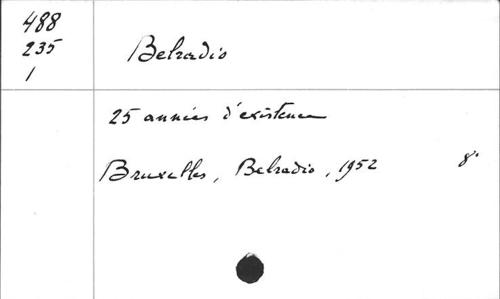 488
235
1
Belradio
25 années d'existence
Bruxelles, Belradio, 1952 8°